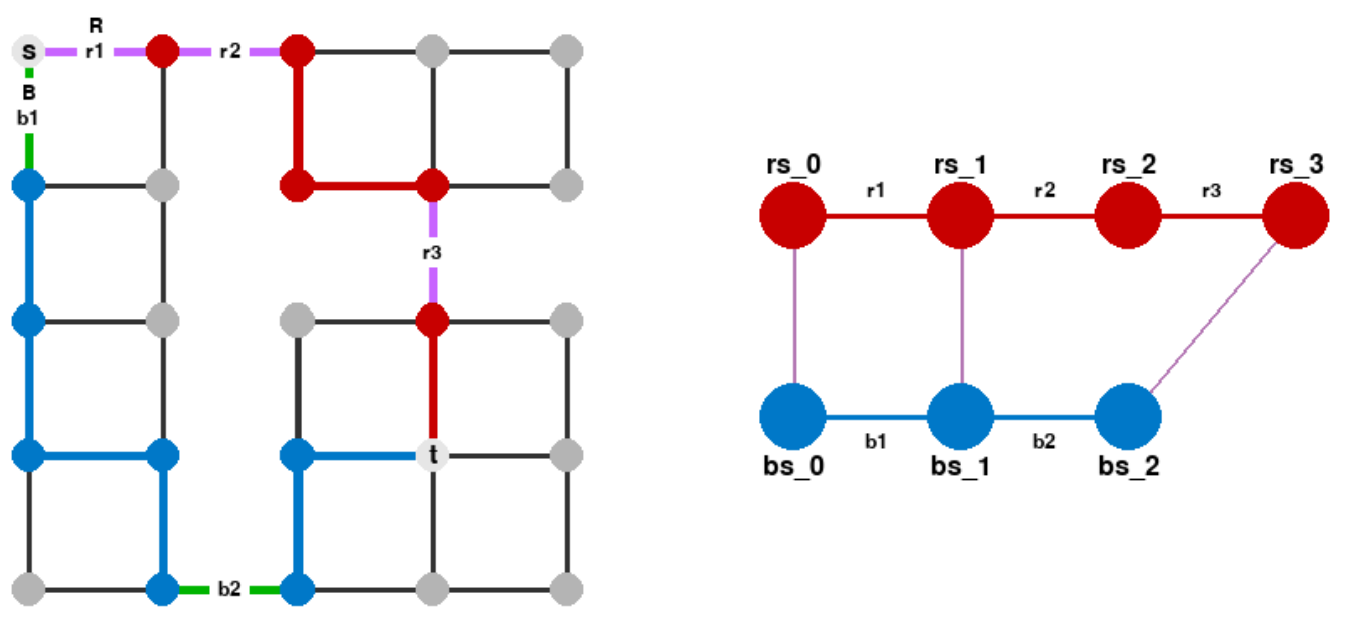 R
s r1 r2
B
b1
r3
t
b2
rs_0 rs_1 rs_2 rs_3
r1 r2 r3
b1 b2
bs_0 bs_1 bs_2